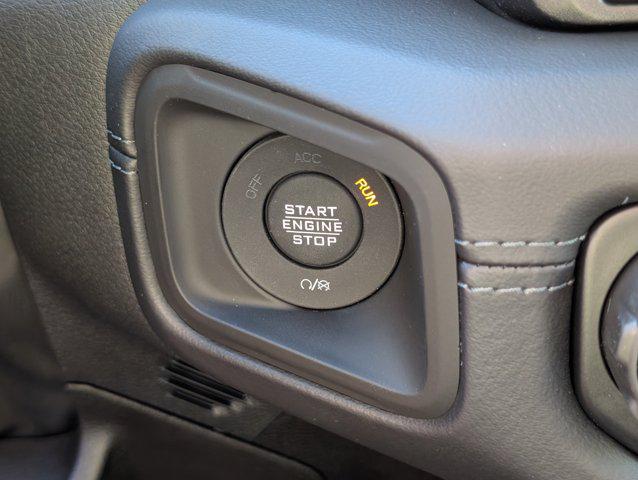 OFF
ACC
RUN
START
ENGINE
STOP